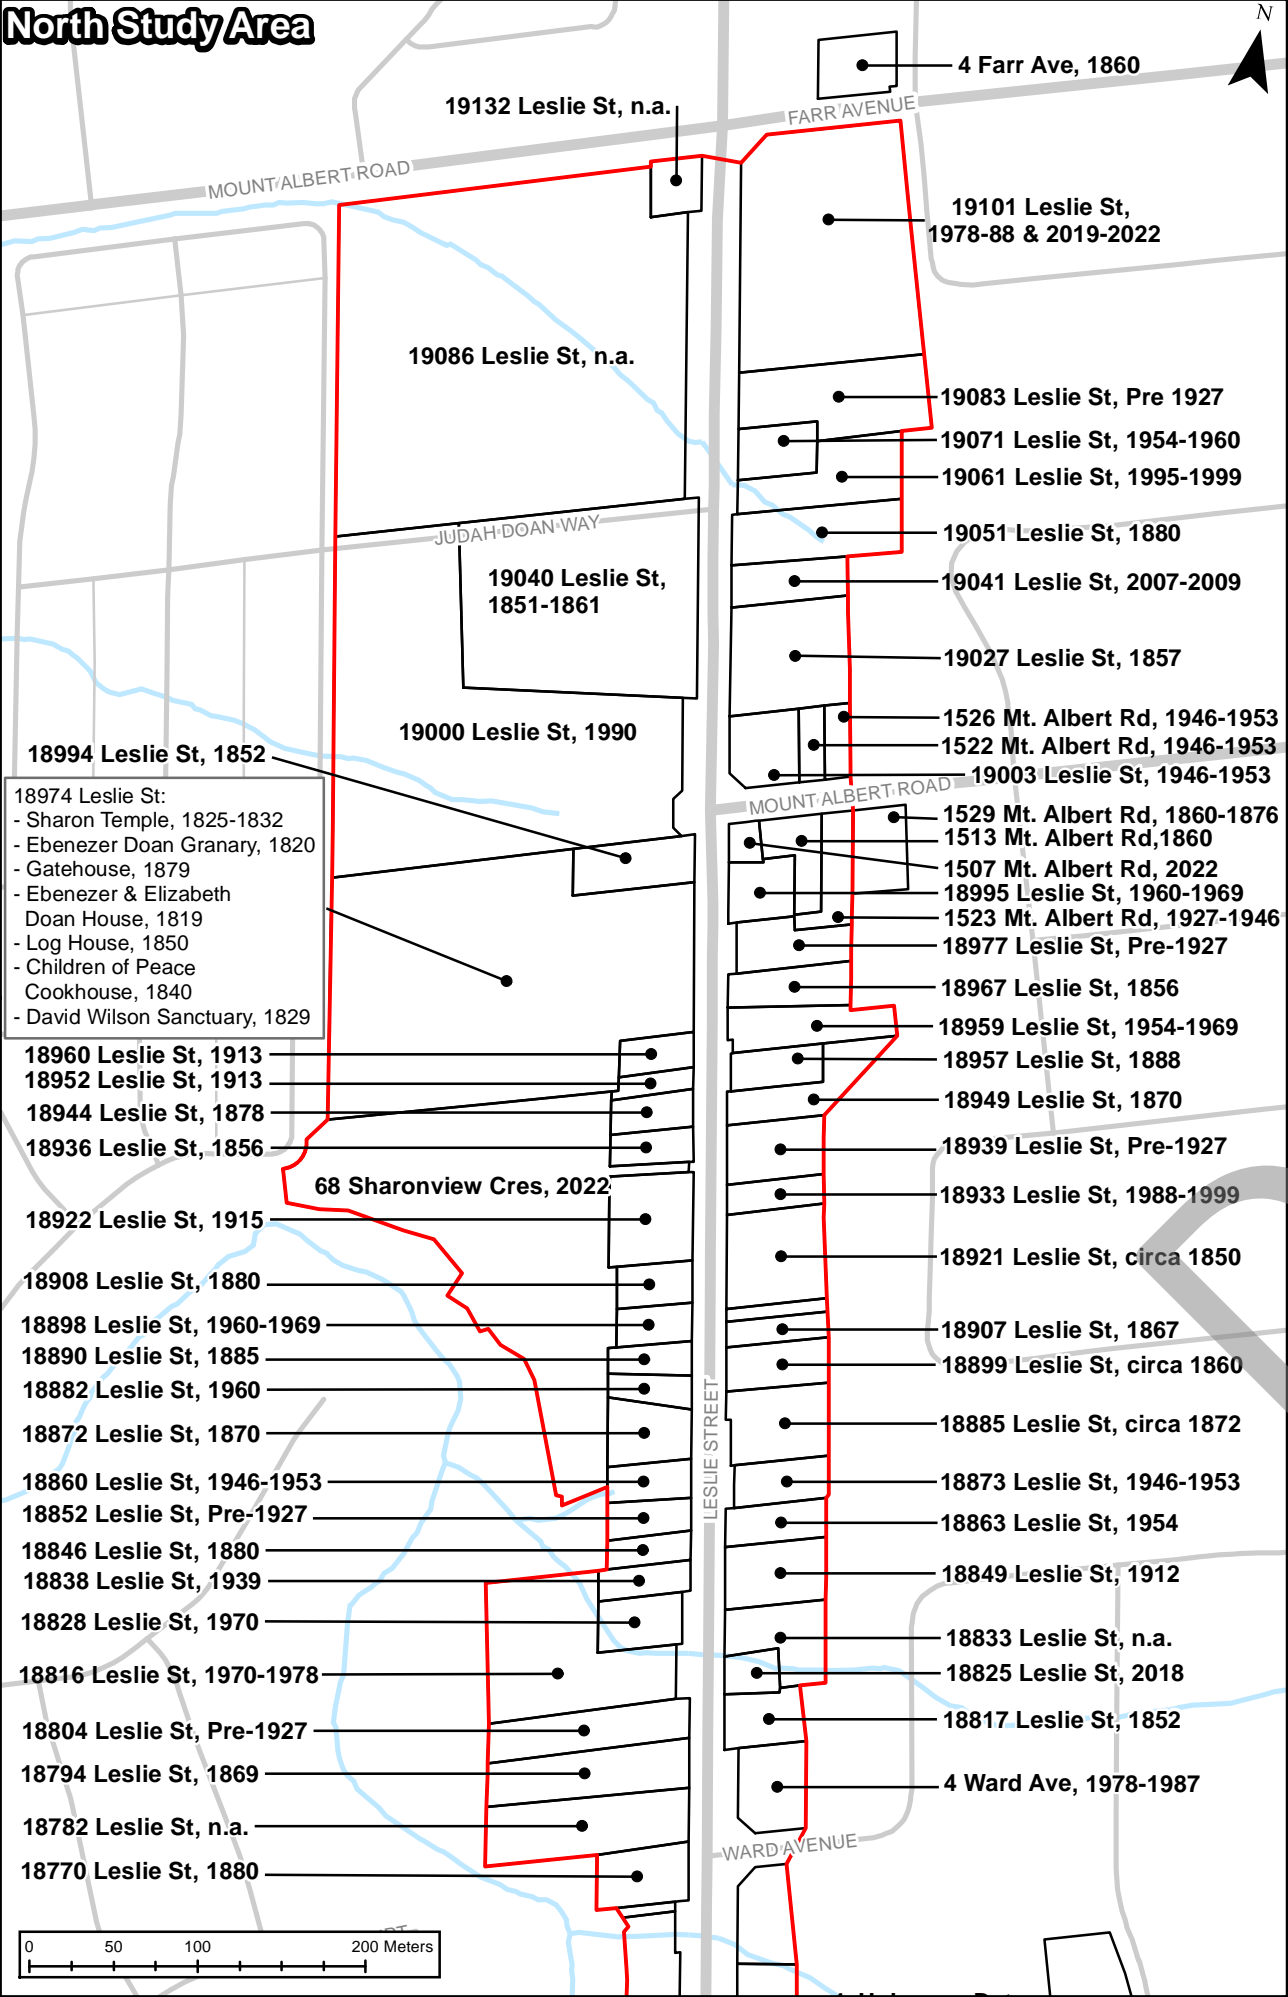 North Study Area
N
4 Farr Ave, 1860
19132 Leslie St, n.a.
FARR AVENUE
MOUNT ALBERT ROAD
19101 Leslie St,
1978-88 & 2019-2022
19086 Leslie St, n.a.
19083 Leslie St, Pre 1927
19071 Leslie St, 1954-1960
19061 Leslie St, 1995-1999
JUDAH DOAN WAY
19051 Leslie St, 1880
19040 Leslie St,
1851-1861
19041 Leslie St, 2007-2009
19027 Leslie St, 1857
19000 Leslie St, 1990
1526 Mt. Albert Rd, 1946-1953
1522 Mt. Albert Rd, 1946-1953
19003 Leslie St, 1946-1953
MOUNT ALBERT ROAD
18994 Leslie St, 1852
18974 Leslie St:
- Sharon Temple, 1825-1832
- Ebenezer Doan Granary, 1820
- Gatehouse, 1879
- Ebenezer & Elizabeth
Doan House, 1819
- Log House, 1850
- Children of Peace
Cookhouse, 1840
- David Wilson Sanctuary, 1829
1529 Mt. Albert Rd, 1860-1876
1513 Mt. Albert Rd,1860
1507 Mt. Albert Rd, 2022
18995 Leslie St, 1960-1969
1523 Mt. Albert Rd, 1927-1946
18977 Leslie St, Pre-1927
18967 Leslie St, 1856
18959 Leslie St, 1954-1969
18957 Leslie St, 1888
18949 Leslie St, 1870
18939 Leslie St, Pre-1927
18933 Leslie St, 1988-1999
18921 Leslie St, circa 1850
18907 Leslie St, 1867
18899 Leslie St, circa 1860
18885 Leslie St, circa 1872
18873 Leslie St, 1946-1953
18863 Leslie St, 1954
18849 Leslie St, 1912
18833 Leslie St, n.a.
18825 Leslie St, 2018
18817 Leslie St, 1852
4 Ward Ave, 1978-1987
WARD AVENUE
18960 Leslie St, 1913
18952 Leslie St, 1913
18944 Leslie St, 1878
18936 Leslie St, 1856
68 Sharonview Cres, 2022
18922 Leslie St, 1915
18908 Leslie St, 1880
18898 Leslie St, 1960-1969
18890 Leslie St, 1885
18882 Leslie St, 1960
18872 Leslie St, 1870
LESLIE STREET
18860 Leslie St, 1946-1953
18852 Leslie St, Pre-1927
18846 Leslie St, 1880
18838 Leslie St, 1939
18828 Leslie St, 1970
18816 Leslie St, 1970-1978
18804 Leslie St, Pre-1927
18794 Leslie St, 1869
18782 Leslie St, n.a.
18770 Leslie St, 1880
0 50 100 200 Meters